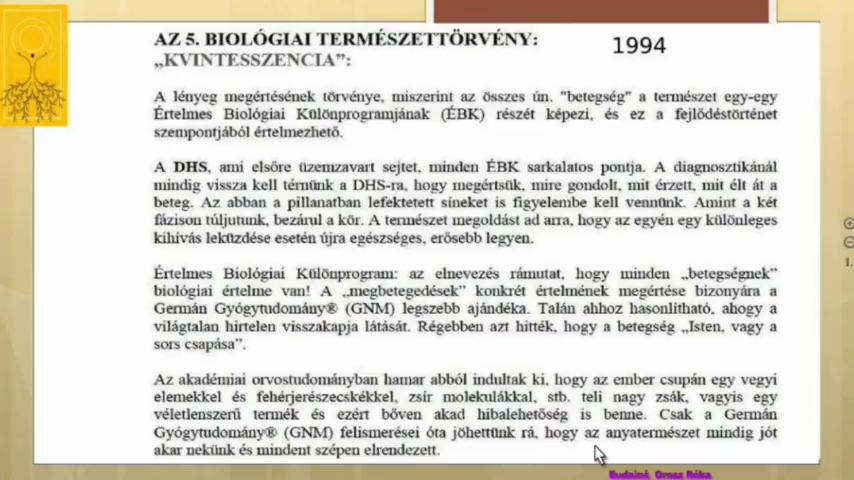 AZ 5. BIOLÓGIAI TERMÉSZETTÖRVÉNY:
1994
„KVINTESSZENCIA”:
A lényeg megértésének törvénye, miszerint az összes ún. "betegség" a természet egy-egy
Értelmes Biológiai Különprogramjának (ÉBK) részét képezi, és ez a fejlődéstörténet
szempontjából értelmezhető.
A DHS, ami elsőre üzemzavart sejtet, minden ÉBK sarkalatos pontja. A diagnosztikánál
mindig vissza kell térnünk a DHS-ra, hogy megértsük, mire gondolt, mit érzett, mit élt át a
beteg. Az abban a pillanatban lefektetett síneket is figyelembe kell vennünk. Amint a két
fázison túljutunk, bezárul a kör. A természet megoldást ad arra, hogy az egyén egy különleges
kihívás leküzdése esetén újra egészséges, erősebb legyen.
Értelmes Biológiai Különprogram: az elnevezés rámutat, hogy minden „betegségnek”
biológiai értelme van! A „megbetegedések” konkrét értelmének megértése bizonyára a
Germán Gyógytudomány® (GNM) legszebb ajándéka. Talán ahhoz hasonlítható, ahogy a
világtalan hirtelen visszakapja látását. Régebben azt hitték, hogy a betegség „Isten, vagy a
sors csapása”.
Az akadémiai orvostudományban hamar abból indultak ki, hogy az ember csupán egy vegyi
elemekkel és fehérjerészecskékkel, zsír molekulákkal, stb. teli nagy zsák, vagyis egy
véletlenszerű termék és ezért bőven akad hibalehetőség is benne. Csak a Germán
Gyógytudomány® (GNM) felismerései óta jöhettünk rá, hogy az anyatermészet mindig jót
akar nekünk és mindent szépen elrendezett.
Budainé, Orosz Réka
1.